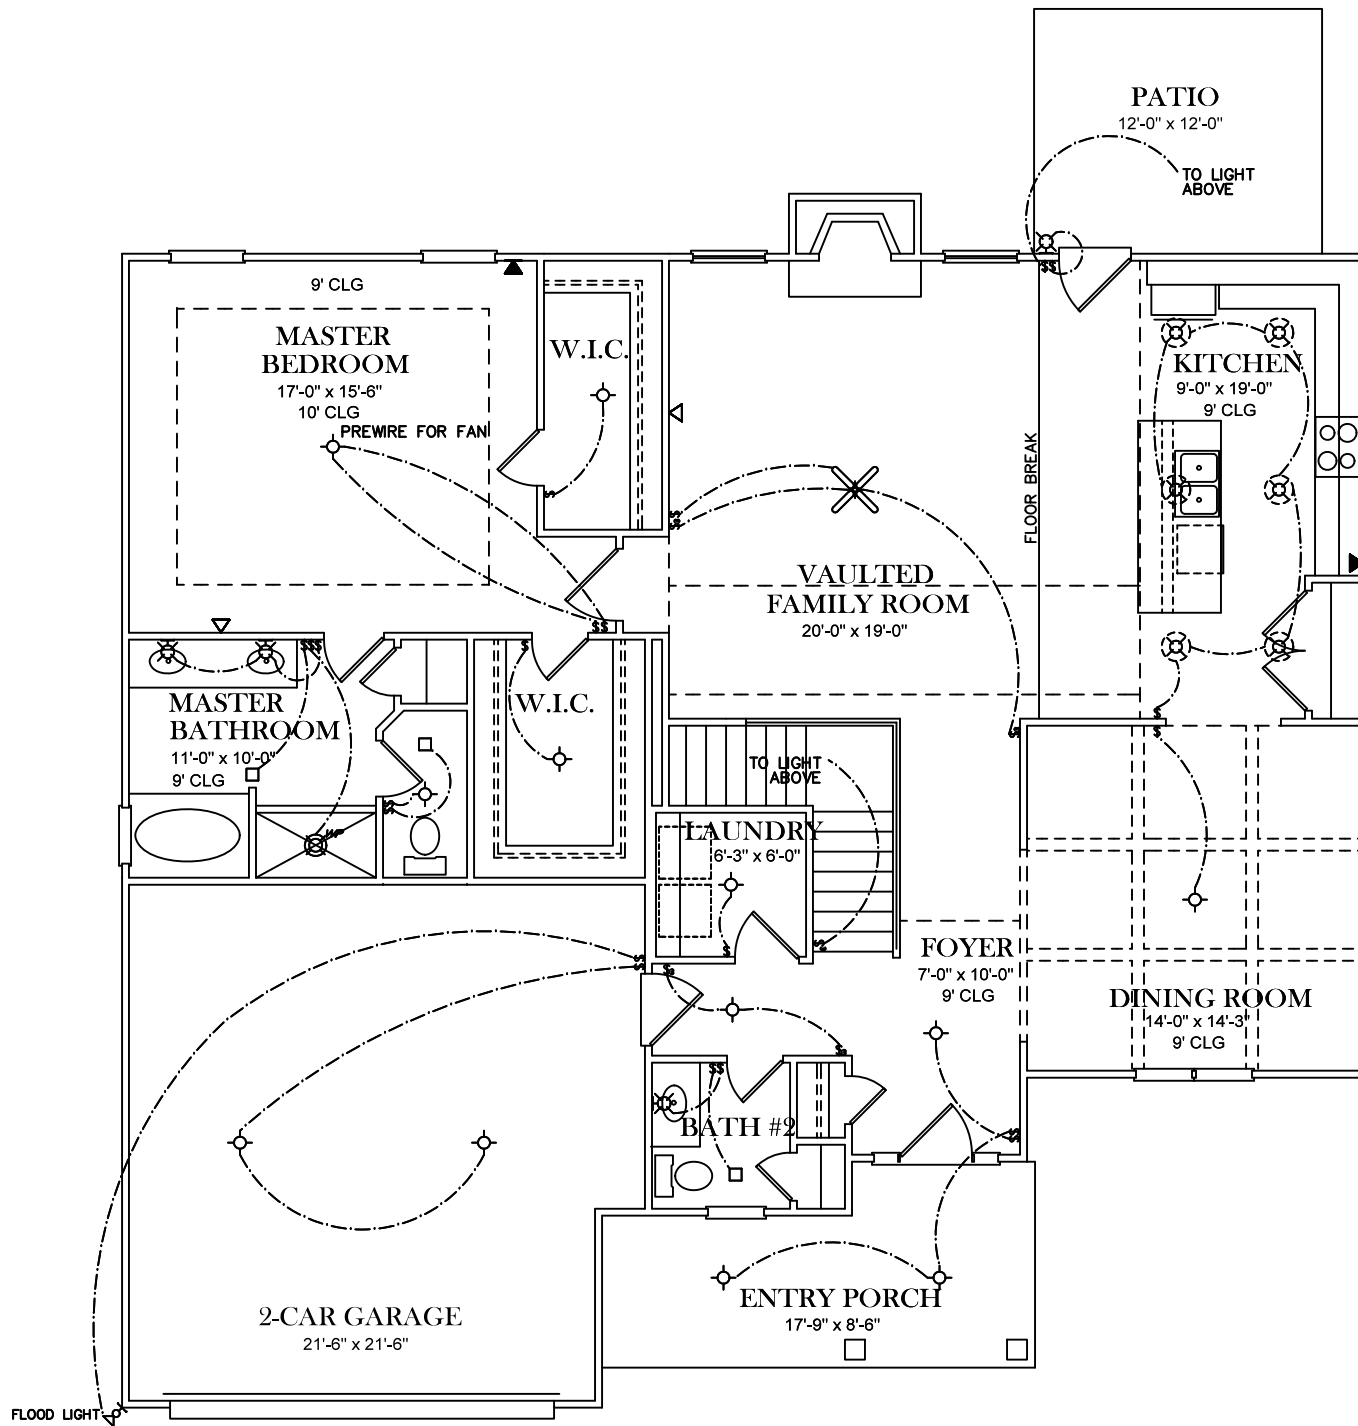 PATIO
12'-0" x 12'-0"
TO LIGHT
ABOVE
9' CLG
MASTER
BEDROOM
17'-0" x 15'-6"
10' CLG
PREWIRE FOR FAN
W.I.C.
KITCHEN
9'-0" x 19'-0"
9' CLG
FLOOR BREAK
VAULTED
FAMILY ROOM
20'-0" x 19'-0"
MASTER
BATHROOM
11'-0" x 10'-0"
9' CLG
W.I.C.
TO LIGHT
ABOVE
WP
LAUNDRY
6'-3" x 6'-0"
FOYER
7'-0" x 10'-0"
9' CLG
DINING ROOM
14'-0" x 14'-3"
9' CLG
BATH #2
ENTRY PORCH
17'-9" x 8'-6"
2-CAR GARAGE
21'-6" x 21'-6"
FLOOD LIGHT